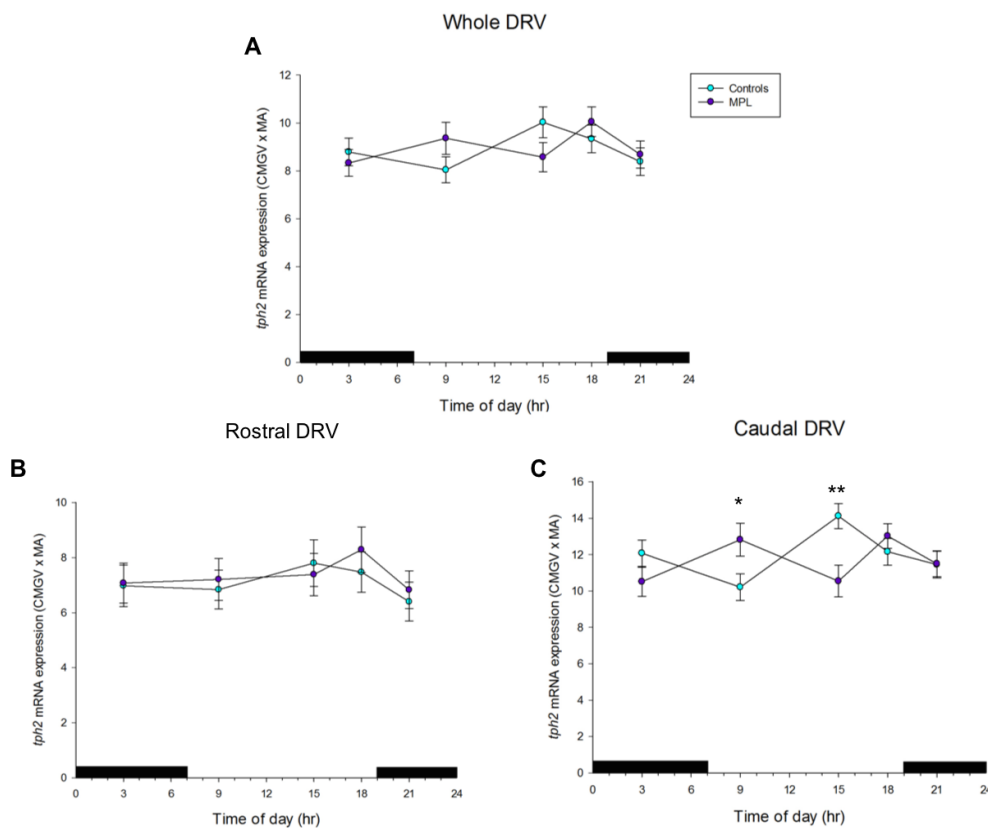 Whole DRV
A
12
10
8
6
4
2
0
tph2 mRNA expression (CMGV x MA)
Controls
MPL
0 3 6 9 12 15 18 21 24
Time of day (hr)
Rostral DRV
B
10
8
6
4
2
0
tph2 mRNA expression (CMGV x MA)
0 3 6 9 12 15 18 21 24
Time of day (hr)
Caudal DRV
C
16
14
12
10
8
6
4
2
0
tph2 mRNA expression (CMGV x MA)
* **
0 3 6 9 12 15 18 21 24
Time of day (hr)